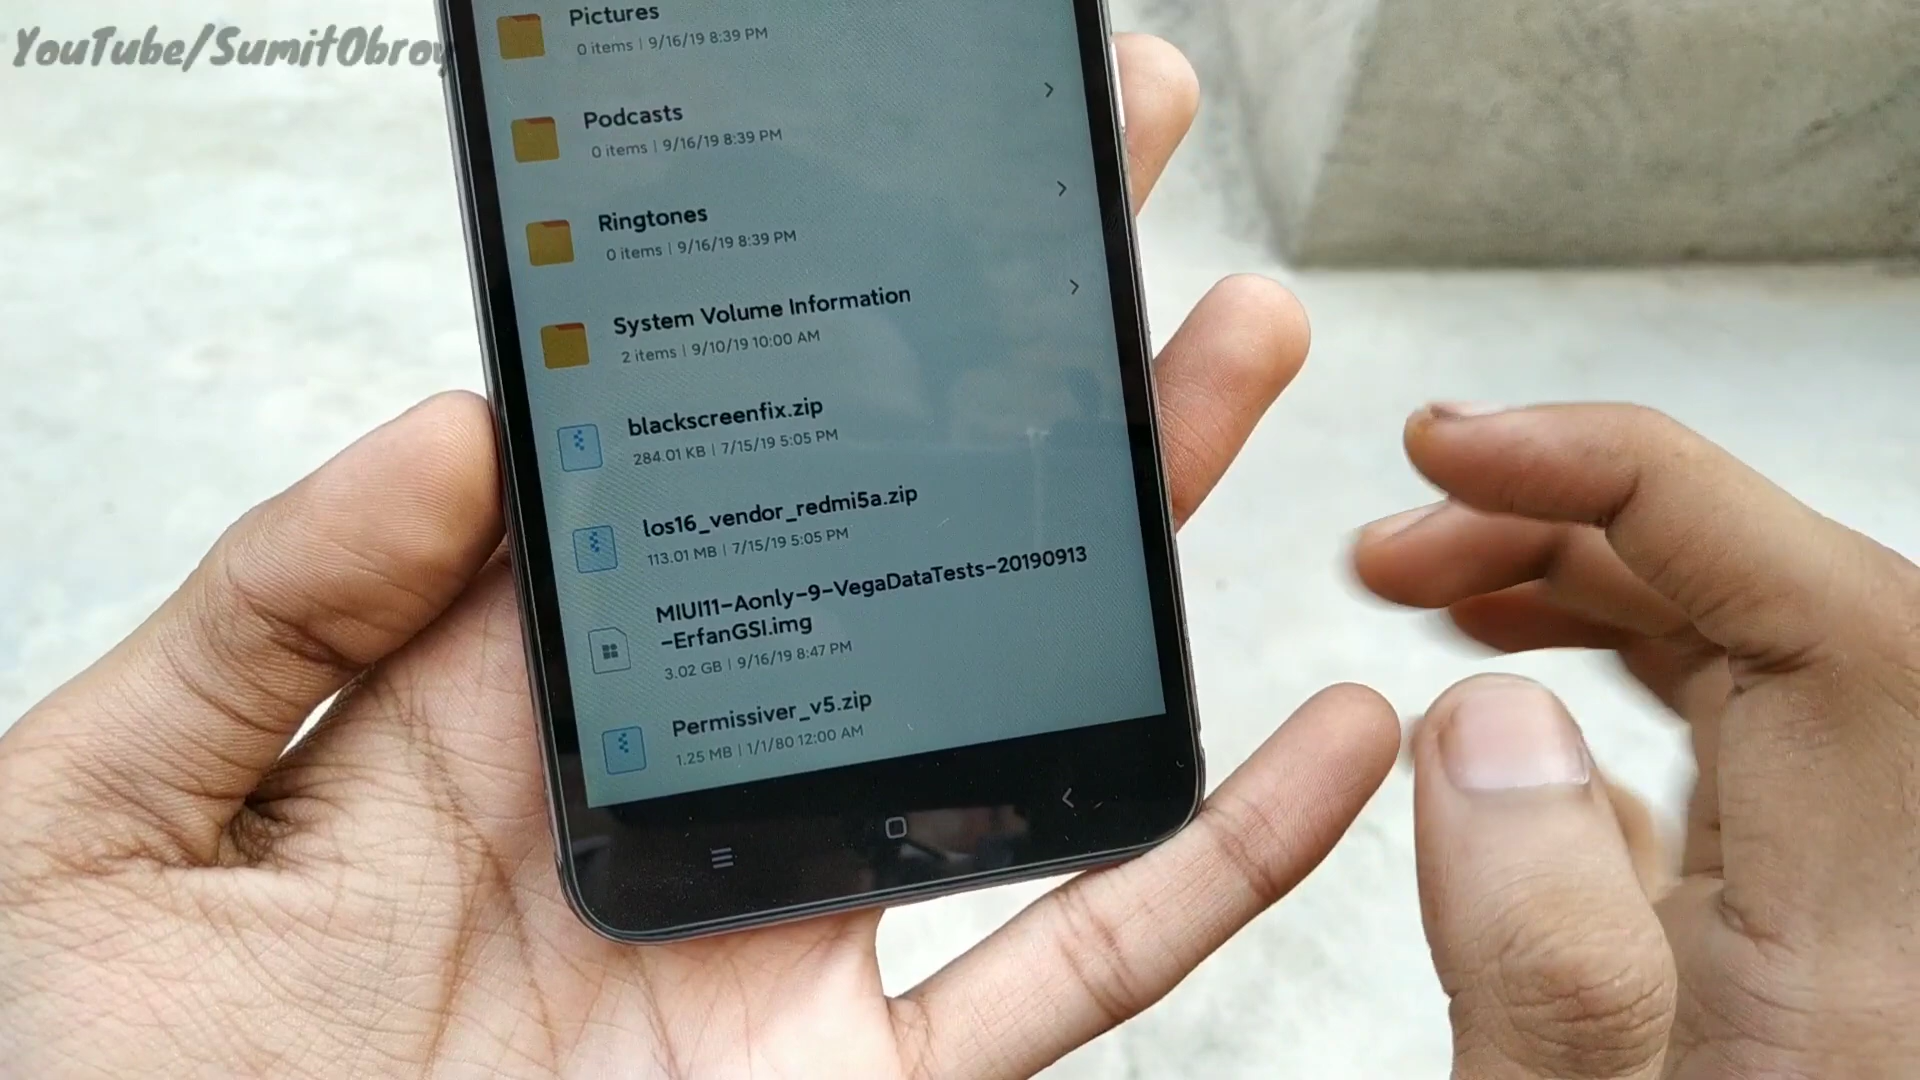 YouTube/SumitObroy
Pictures
0 items | 9/16/19 8:39 PM
Podcasts
0 items | 9/16/19 8:39 PM
Ringtones
0 items | 9/16/19 8:39 PM
System Volume Information
2 items | 9/10/19 10:00 AM
blackscreenfix.zip
284.01 KB | 7/15/19 5:05 PM
los16_vendor_redmi5a.zip
113.01 MB | 7/15/19 5:05 PM
MIUI11-Aonly-9-VegaDataTests-20190913
-ErfanGSI.img
3.02 GB | 9/16/19 8:47 PM
Permissiver_v5.zip
1.25 MB | 1/1/80 12:00 AM